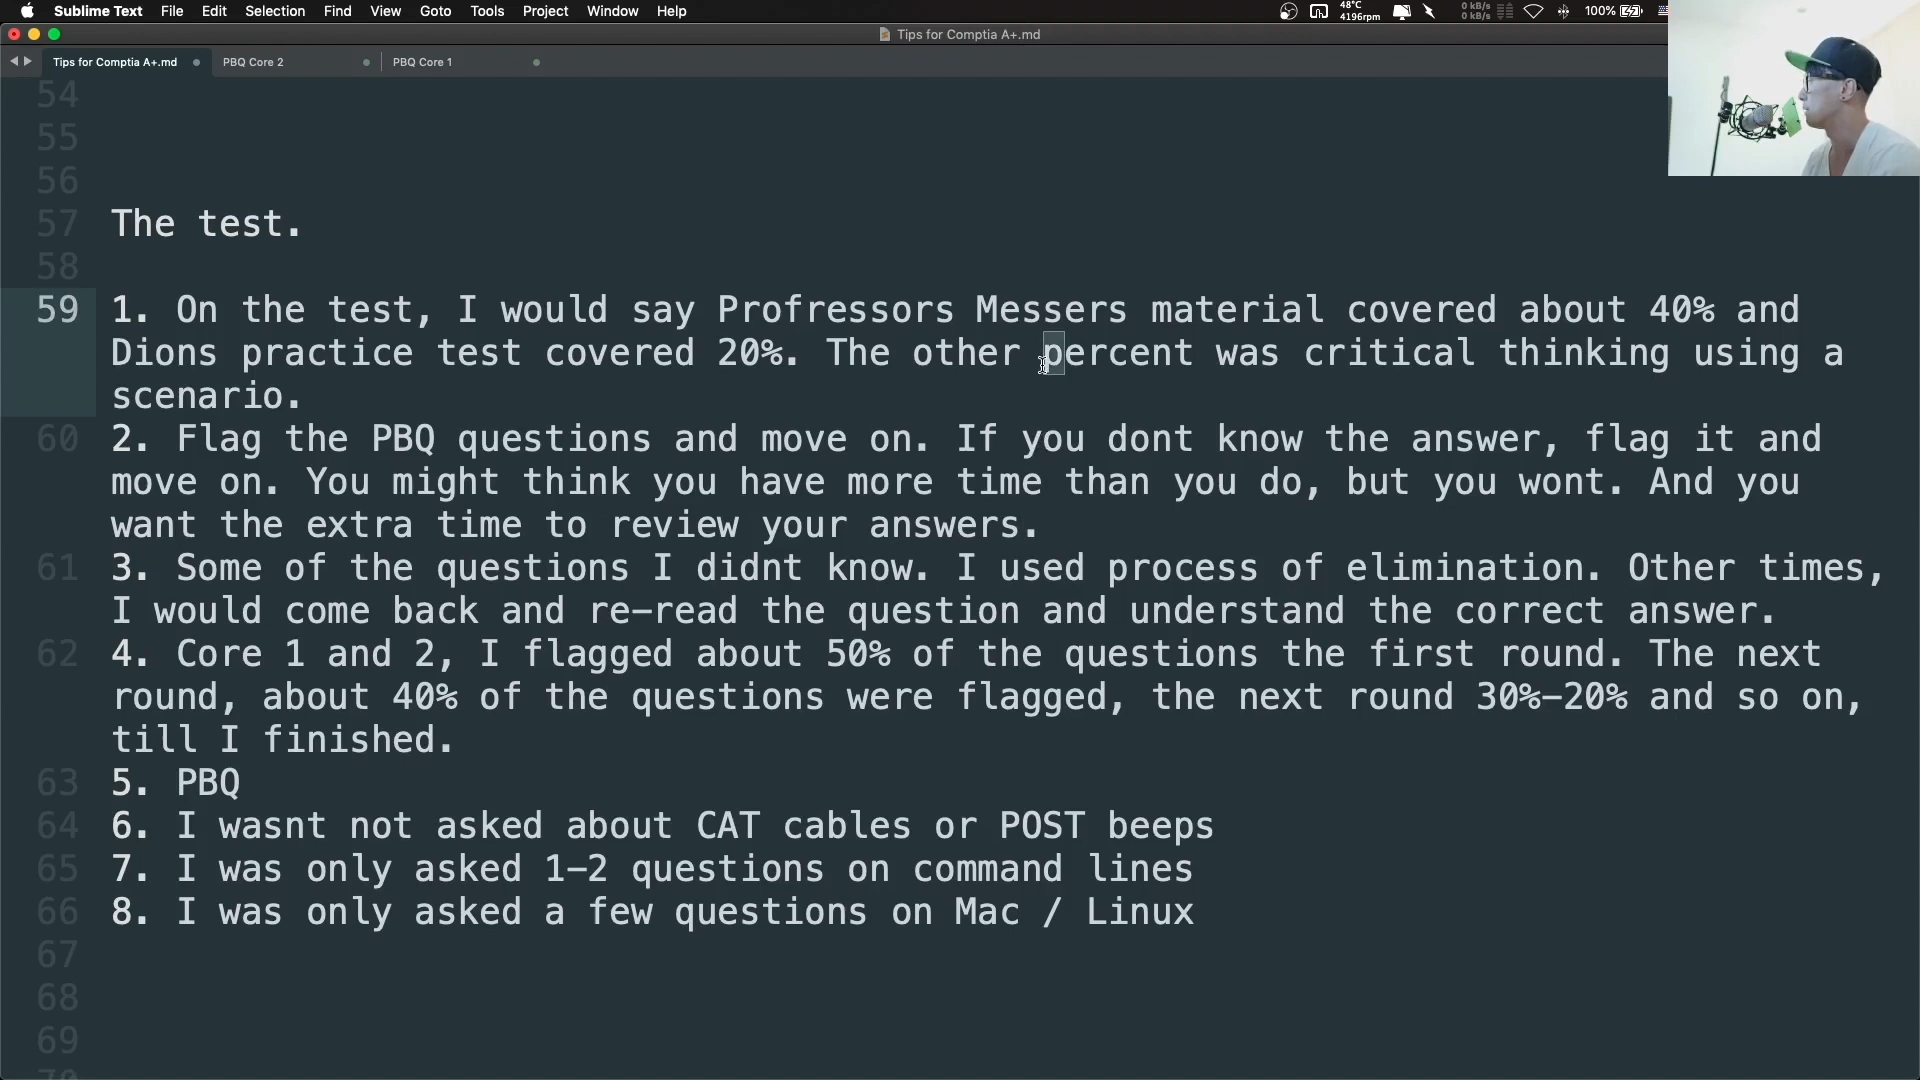 Sublime Text File Edit Selection Find View Goto Tools Project Window Help 48°C 4196rpm 0 kB/s 0 kB/s 100%
Tips for Comptia A+.md
Tips for Comptia A+.md PBQ Core 2 PBQ Core 1
54
55
56
57 The test.
58
59 1. On the test, I would say Profressors Messers material covered about 40% and
Dions practice test covered 20%. The other percent was critical thinking using a
scenario.
60 2. Flag the PBQ questions and move on. If you dont know the answer, flag it and
move on. You might think you have more time than you do, but you wont. And you
want the extra time to review your answers.
61 3. Some of the questions I didnt know. I used process of elimination. Other times,
I would come back and re-read the question and understand the correct answer.
62 4. Core 1 and 2, I flagged about 50% of the questions the first round. The next
round, about 40% of the questions were flagged, the next round 30%-20% and so on,
till I finished.
63 5. PBQ
64 6. I wasnt not asked about CAT cables or POST beeps
65 7. I was only asked 1-2 questions on command lines
66 8. I was only asked a few questions on Mac / Linux
67
68
69
70